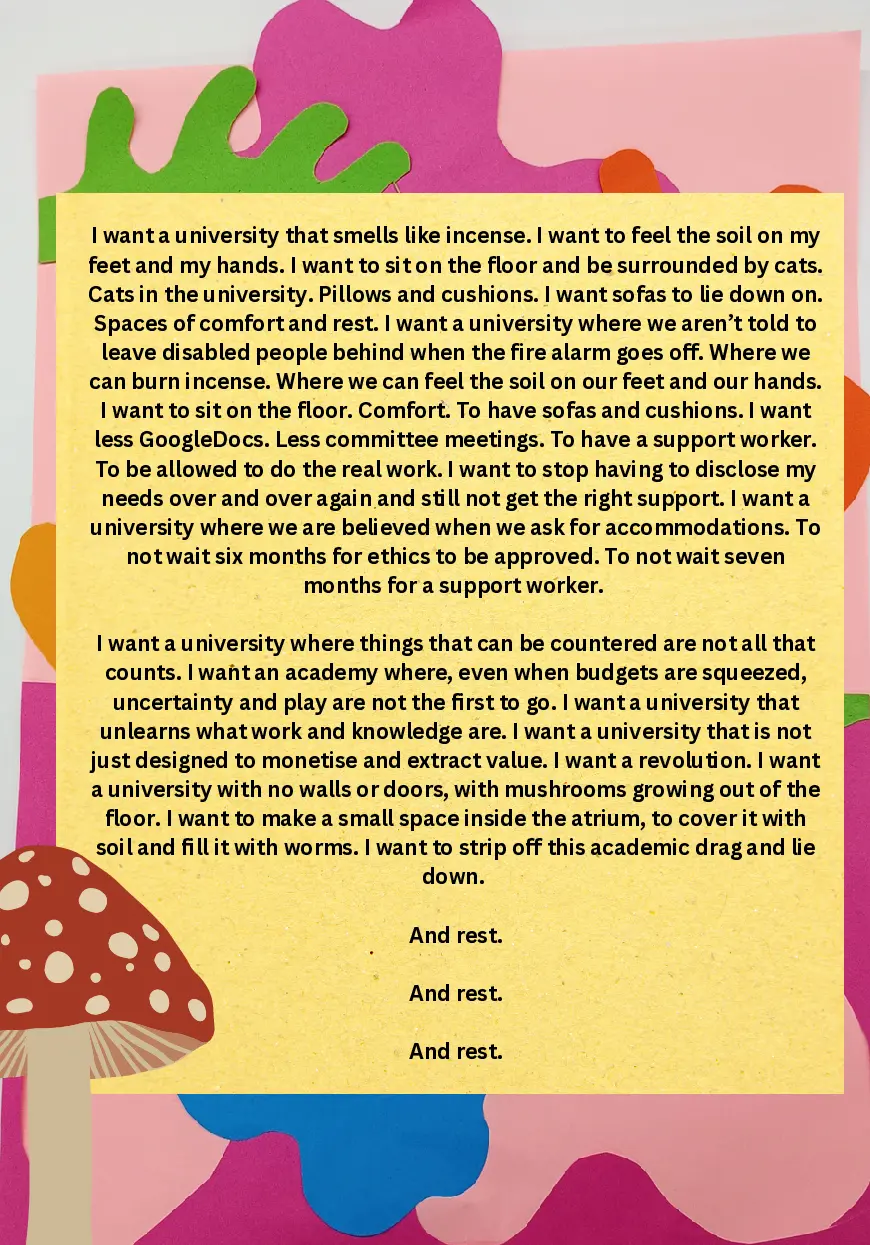 I want a university that smells like incense. I want to feel the soil on my
feet and my hands. I want to sit on the floor and be surrounded by cats.
Cats in the university. Pillows and cushions. I want sofas to lie down on.
Spaces of comfort and rest. I want a university where we aren’t told to
leave disabled people behind when the fire alarm goes off. Where we
can burn incense. Where we can feel the soil on our feet and our hands.
I want to sit on the floor. Comfort. To have sofas and cushions. I want
less GoogleDocs. Less committee meetings. To have a support worker.
To be allowed to do the real work. I want to stop having to disclose my
needs over and over again and still not get the right support. I want a
university where we are believed when we ask for accommodations. To
not wait six months for ethics to be approved. To not wait seven
months for a support worker.
I want a university where things that can be countered are not all that
counts. I want an academy where, even when budgets are squeezed,
uncertainty and play are not the first to go. I want a university that
unlearns what work and knowledge are. I want a university that is not
just designed to monetise and extract value. I want a revolution. I want
a university with no walls or doors, with mushrooms growing out of the
floor. I want to make a small space inside the atrium, to cover it with
soil and fill it with worms. I want to strip off this academic drag and lie
down.
And rest.
And rest.
And rest.